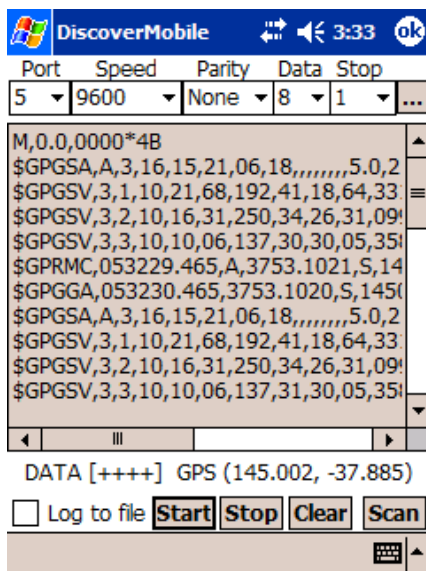 DiscoverMobile 3:33 ok
Port Speed Parity Data Stop
5 9600 None 8 1 ...
M,0.0,0000*4B
$GPGSA,A,3,16,15,21,06,18,,,,,,,,5.0,2
$GPGSV,3,1,10,21,68,192,41,18,64,33
$GPGSV,3,2,10,16,31,250,34,26,31,09
$GPGSV,3,3,10,10,06,137,30,30,05,35
$GPRMC,053229.465,A,3753.1021,S,14
$GPGGA,053230.465,3753.1020,S,145
$GPGSA,A,3,16,15,21,06,18,,,,,,,,5.0,2
$GPGSV,3,1,10,21,68,192,41,18,64,33
$GPGSV,3,2,10,16,31,250,34,26,31,09
$GPGSV,3,3,10,10,06,137,31,30,05,35
DATA [++++] GPS (145.002, -37.885)
Log to file Start Stop Clear Scan